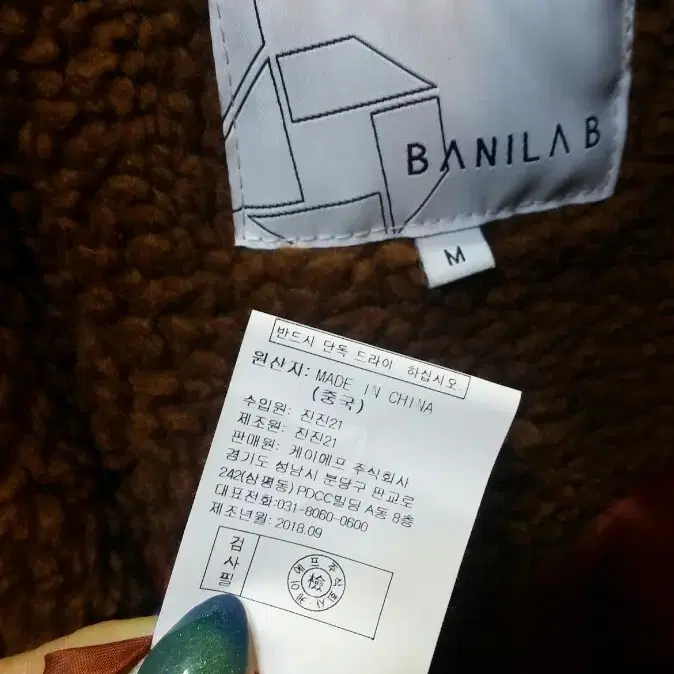 BANILA B
M
반드시 단독 드라이 하십시오.
원산지: MADE IN CHINA
(중국)
수입원: 진진21
제조원: 진진21
판매원: 케이에프 주식회사
경기도 성남시 분당구 판교로
242(삼평동) PDCC빌딩 A동 8층
대표전화:031-8060-0600
제조년월: 2018.09
검사필
檢